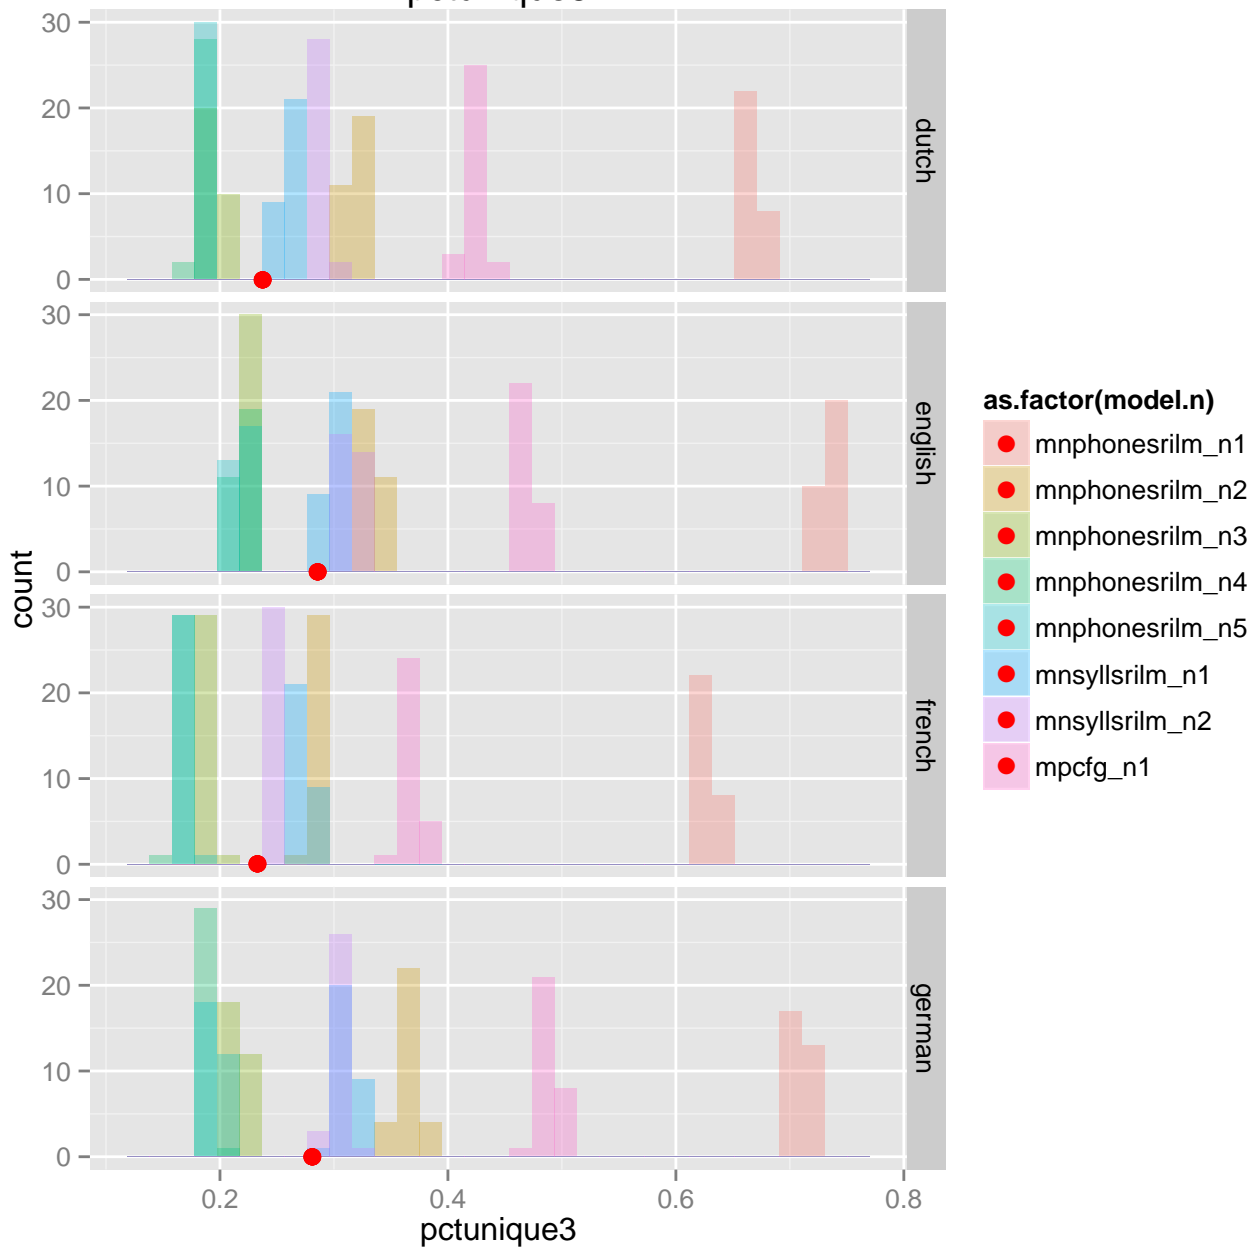 30
20
10
0
dutch
30
20
10
0
english
30
20
10
0
french
30
20
10
0
german
count
0.2 0.4 0.6 0.8
pctunique3
as.factor(model.n)
mnphonesrilm_n1
mnphonesrilm_n2
mnphonesrilm_n3
mnphonesrilm_n4
mnphonesrilm_n5
mnsyllsrilm_n1
mnsyllsrilm_n2
mpcfg_n1